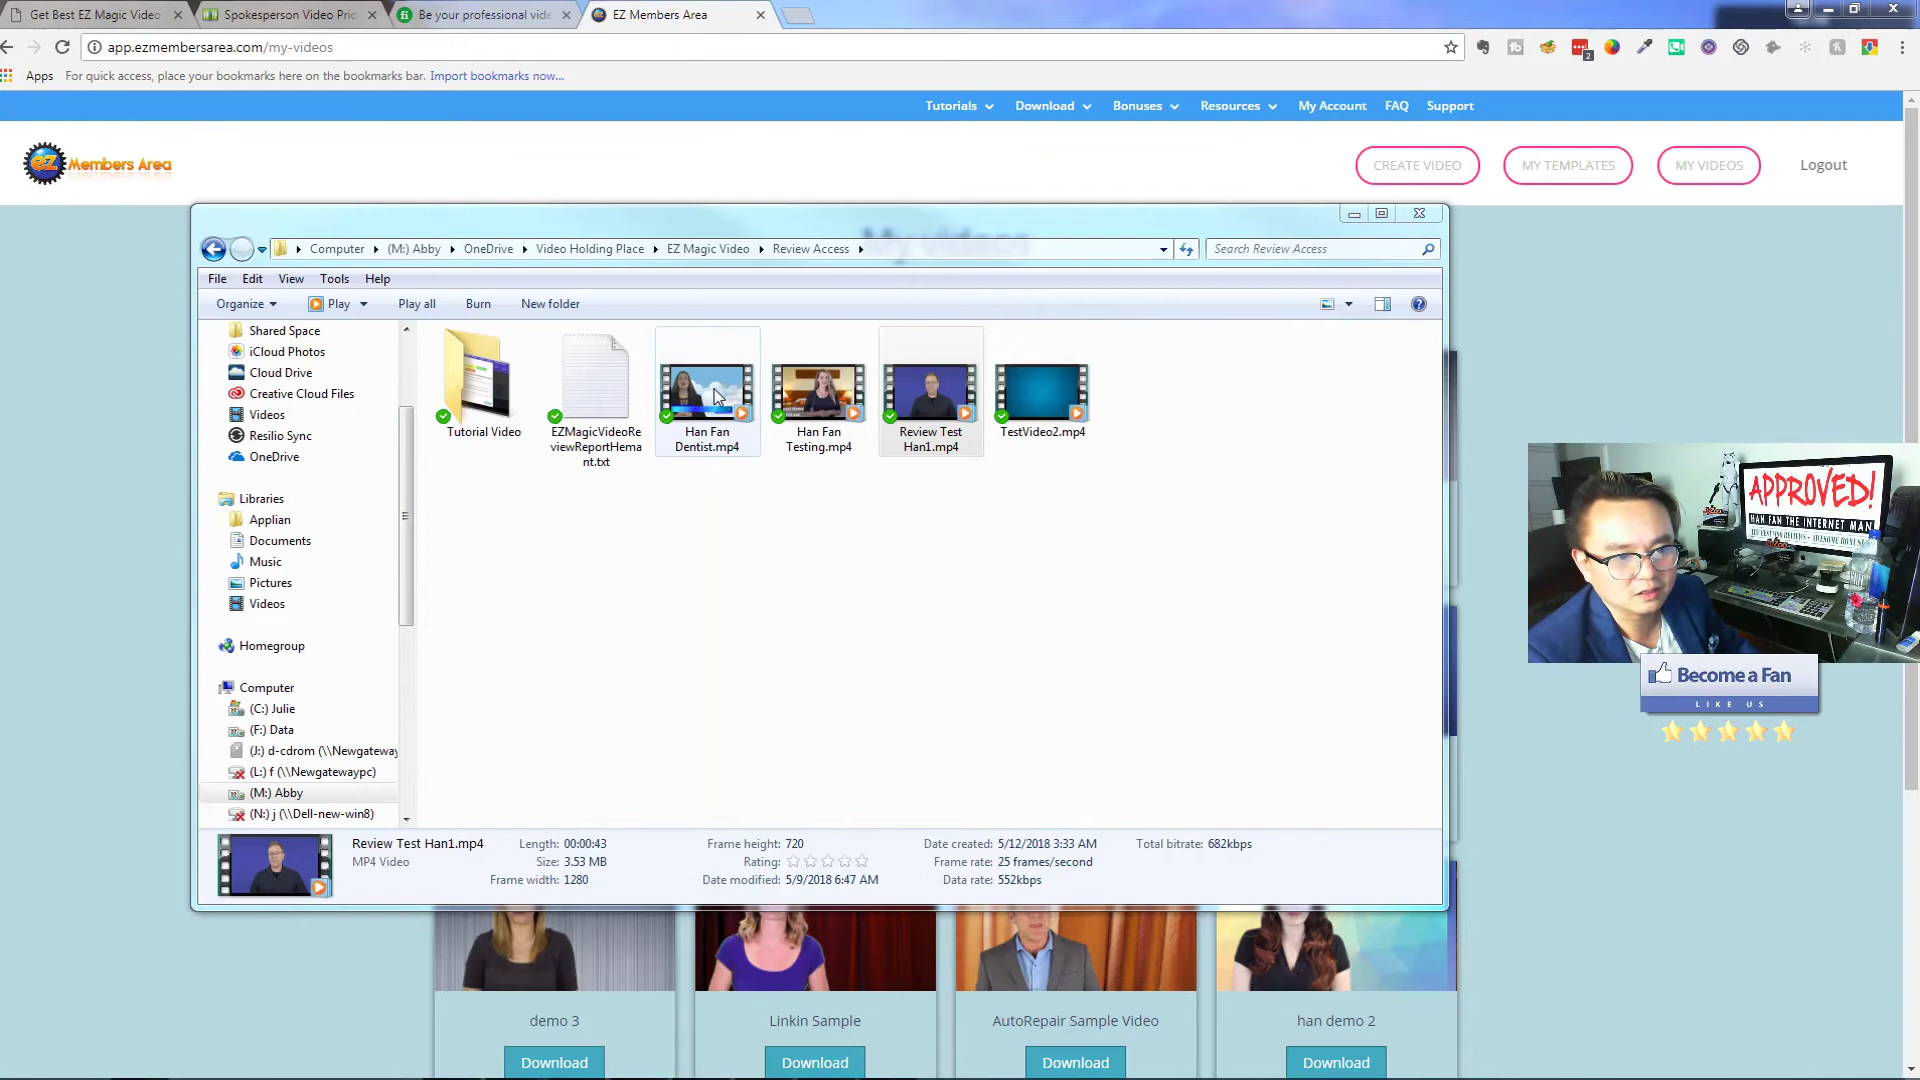 Get Best EZ Magic Video
Spokesperson Video Pric
Be your professional vide
EZ Members Area
app.ezmembersarea.com/my-videos
2
Apps For quick access, place your bookmarks here on the bookmarks bar. Import bookmarks now...
Tutorials Download Bonuses Resources My Account FAQ Support
eZ Members Area
CREATE VIDEO MY TEMPLATES MY VIDEOS Logout
My videos
Computer (M:) Abby OneDrive Video Holding Place EZ Magic Video Review Access
Search Review Access
File Edit View Tools Help
Organize Play Play all Burn New folder
Shared Space
iCloud Photos
Cloud Drive
Creative Cloud Files
Videos
Resilio Sync
OneDrive
Libraries
Applian
Documents
Music
Pictures
Videos
Homegroup
Computer
(C:) Julie
(F:) Data
(J:) d-cdrom (\\Newgateway
(L:) f (\\Newgatewaypc)
(M:) Abby
(N:) j (\\Dell-new-win8)
Tutorial Video
EZMagicVideoRe
viewReportHema
nt.txt
Han Fan
Dentist.mp4
Han Fan
Testing.mp4
Review Test
Han1.mp4
TestVideo2.mp4
APPROVED!
HAN FAN THE INTERNET MAN
Become a Fan
LIKE US
Review Test Han1.mp4
MP4 Video
Length: 00:00:43
Size: 3.53 MB
Frame width: 1280
Frame height: 720
Rating:
Date modified: 5/9/2018 6:47 AM
Date created: 5/12/2018 3:33 AM
Frame rate: 25 frames/second
Data rate: 552kbps
Total bitrate: 682kbps
demo 3
Linkin Sample
AutoRepair Sample Video
han demo 2
Download
Download
Download
Download